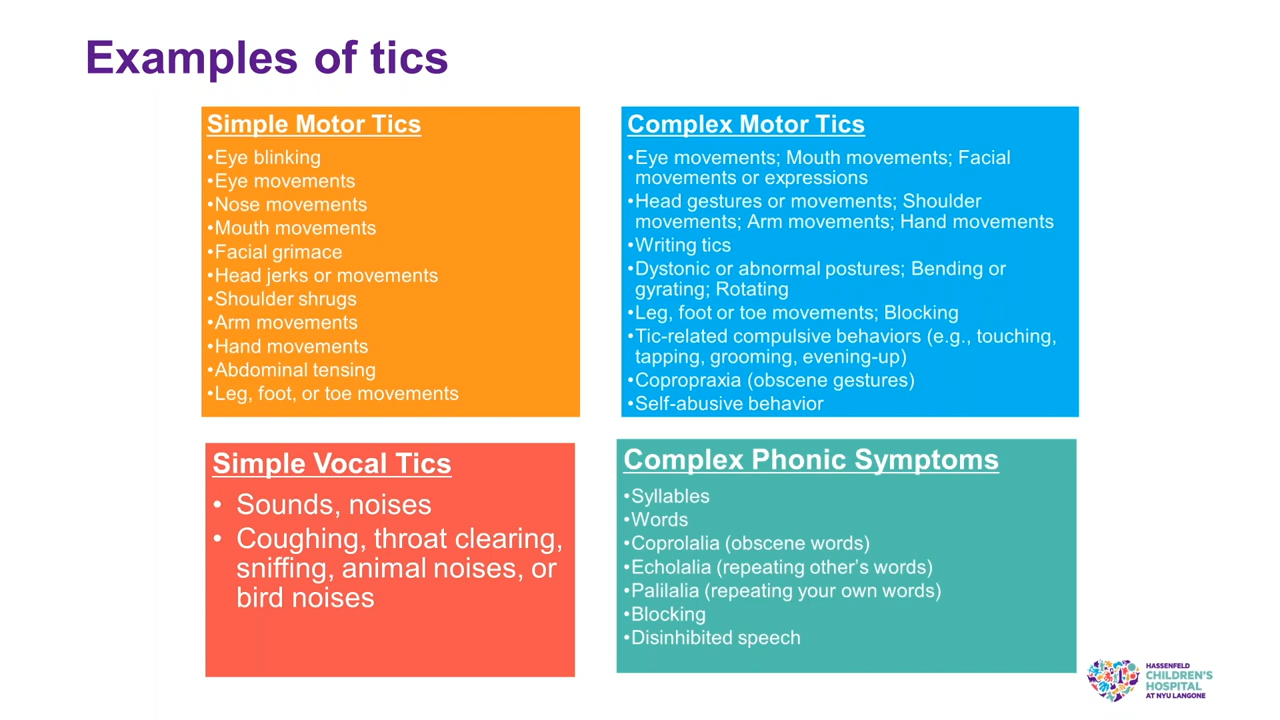 Examples of tics
Simple Motor Tics
•Eye blinking
•Eye movements
•Nose movements
•Mouth movements
•Facial grimace
•Head jerks or movements
•Shoulder shrugs
•Arm movements
•Hand movements
•Abdominal tensing
•Leg, foot, or toe movements
Complex Motor Tics
•Eye movements; Mouth movements; Facial
movements or expressions
•Head gestures or movements; Shoulder
movements; Arm movements; Hand movements
•Writing tics
•Dystonic or abnormal postures; Bending or
gyrating; Rotating
•Leg, foot or toe movements; Blocking
•Tic-related compulsive behaviors (e.g., touching,
tapping, grooming, evening-up)
•Copropraxia (obscene gestures)
•Self-abusive behavior
Simple Vocal Tics
• Sounds, noises
• Coughing, throat clearing,
sniffing, animal noises, or
bird noises
Complex Phonic Symptoms
•Syllables
•Words
•Coprolalia (obscene words)
•Echolalia (repeating other's words)
•Palilalia (repeating your own words)
•Blocking
•Disinhibited speech
HASSENFELD
CHILDREN'S
HOSPITAL
AT NYU LANGONE